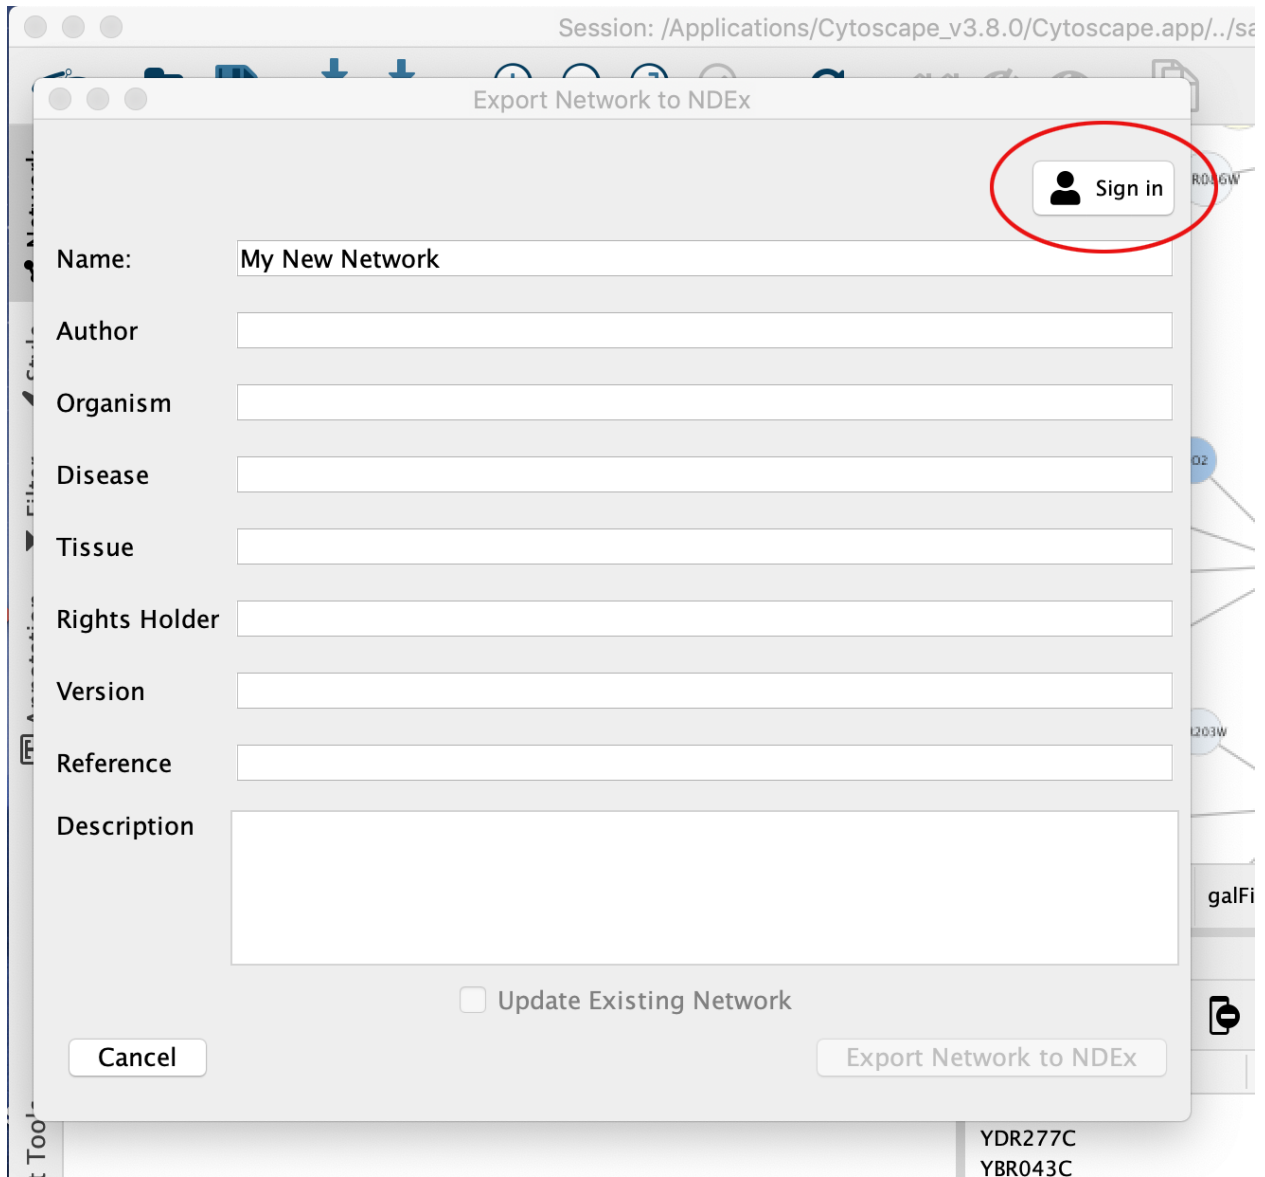 Session: /Applications/Cytoscape_v3.8.0/Cytoscape.app/../sa
Export Network to NDEx
Sign in
Name: My New Network
Author
Organism
Disease
Tissue
Rights Holder
Version
Reference
Description
Update Existing Network
Cancel
Export Network to NDEx
O2
galFi
YDR277C
YBR043C